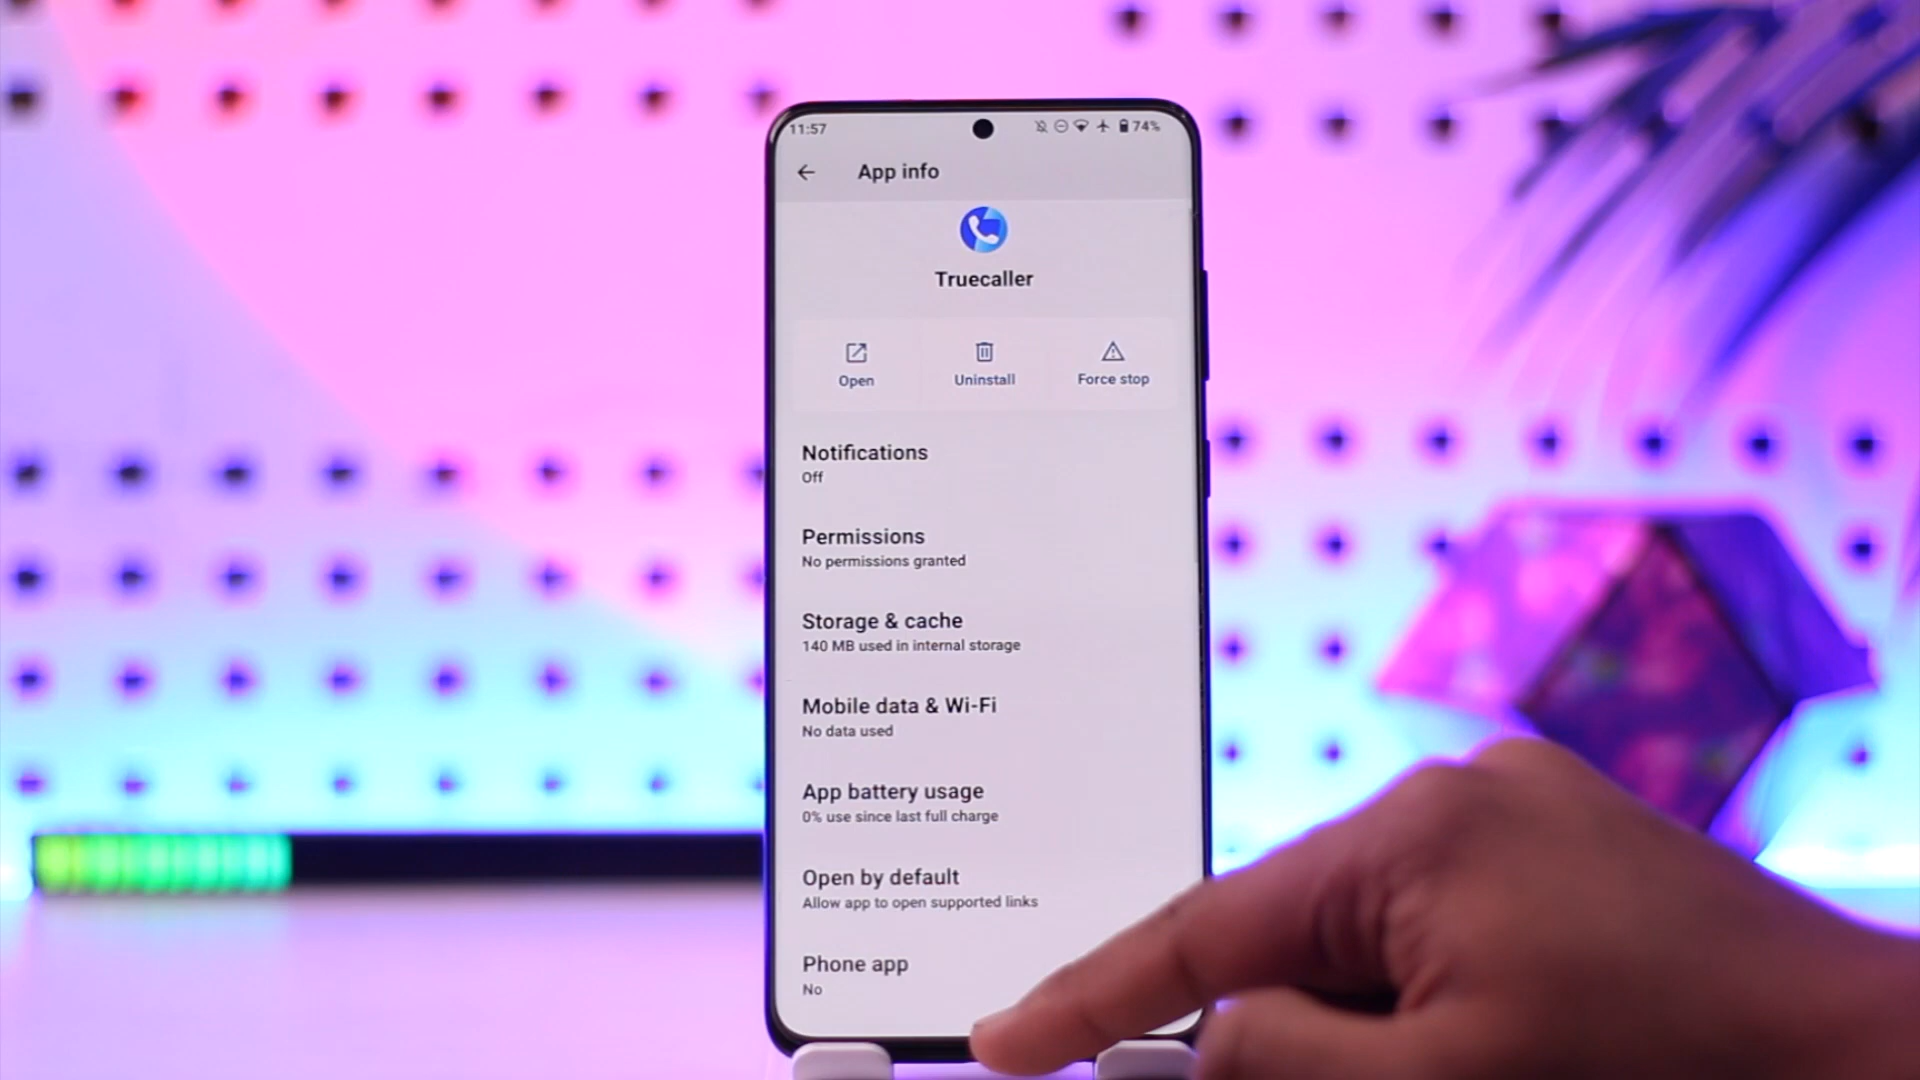 11:57
74%
App info
Truecaller
Open
Uninstall
Force stop
Notifications
Off
Permissions
No permissions granted
Storage & cache
140 MB used in internal storage
Mobile data & Wi-Fi
No data used
App battery usage
0% use since last full charge
Open by default
Allow app to open supported links
Phone app
No